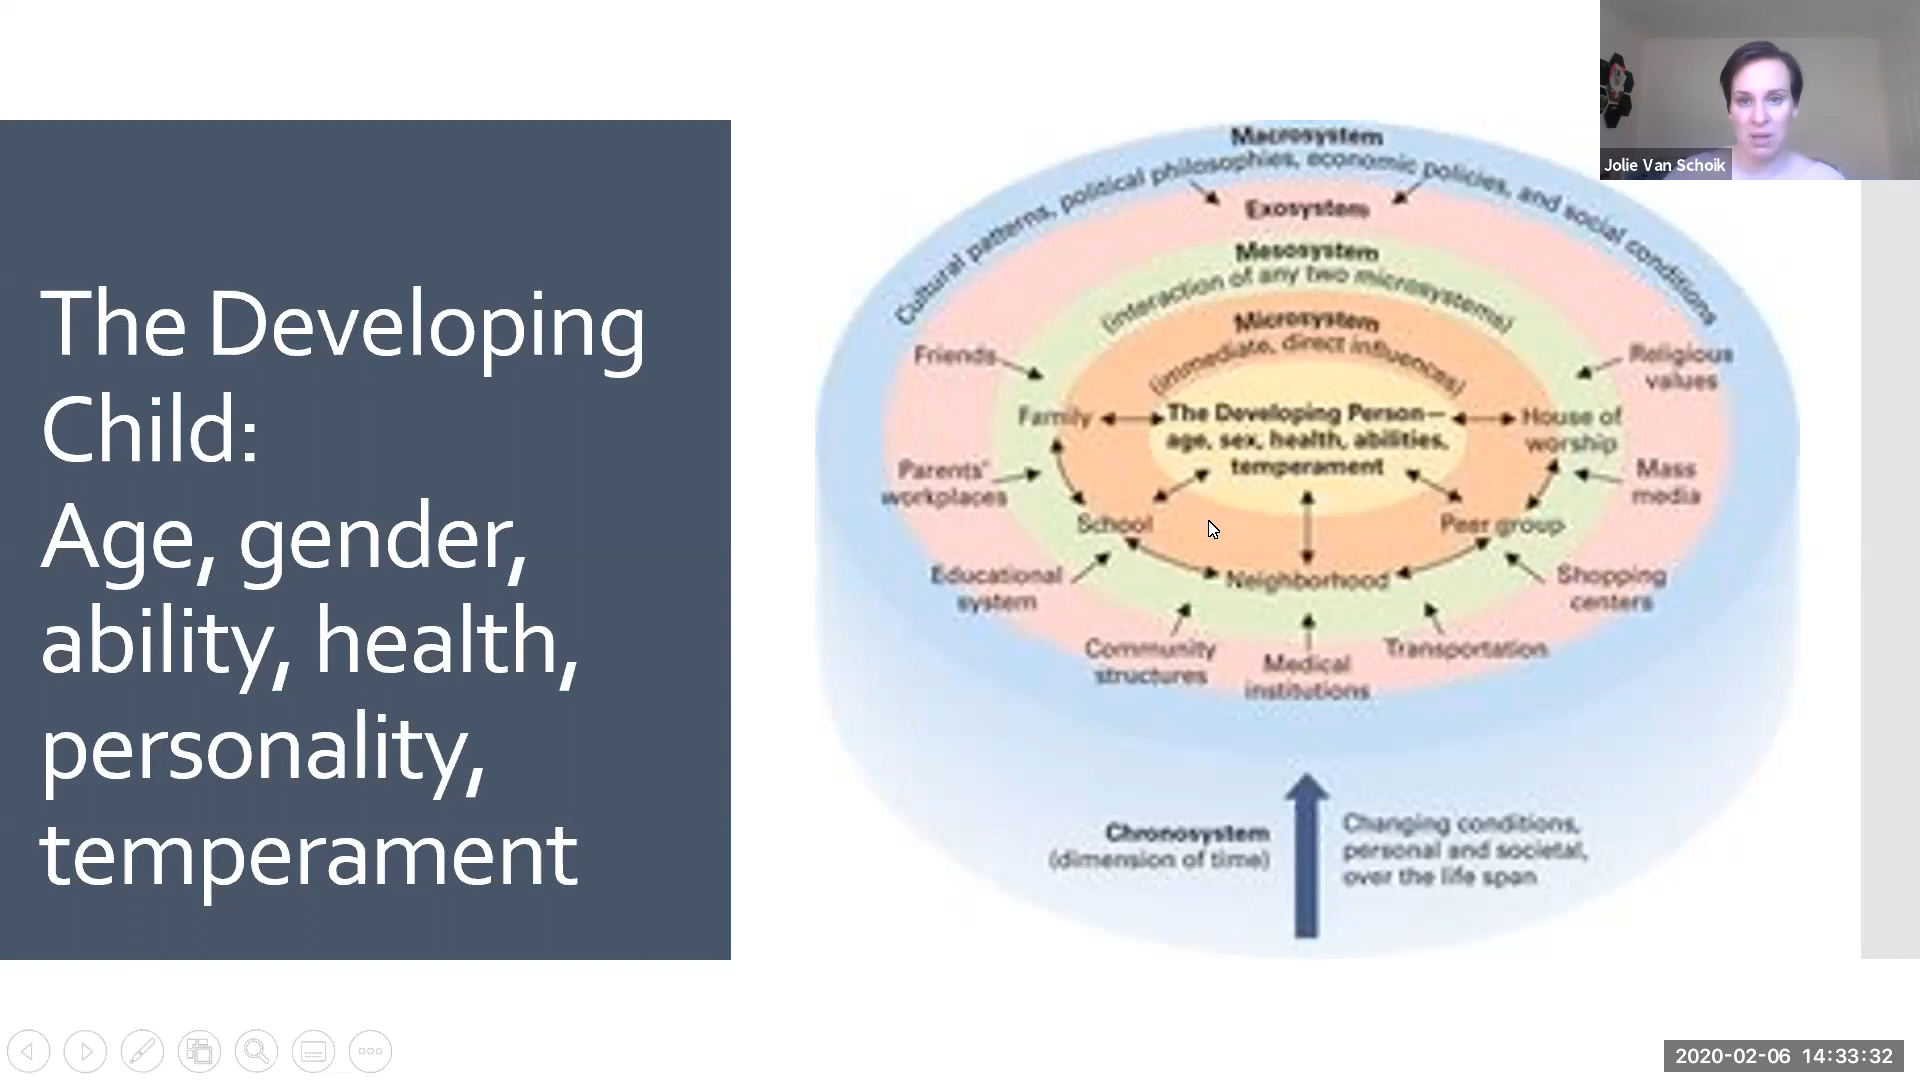 The Developing
Child:
Age, gender,
ability, health,
personality,
temperament
Macrosystem
Cultural patterns, political philosophies, economic policies, and social conditions
Exosystem
Mesosystem
(interaction of any two microsystems)
Microsystem
(immediate, direct influences)
Friends
Religious
values
Family
The Developing Person—
age, sex, health, abilities,
temperament
House of
worship
Parents'
workplaces
Mass
media
School
Peer group
Educational
system
Neighborhood
Shopping
centers
Community
structures
Medical
institutions
Transportation
Chronosystem
(dimension of time)
Changing conditions,
personal and societal,
over the life span
Jolie Van Schoik
2020-02-06 14:33:32